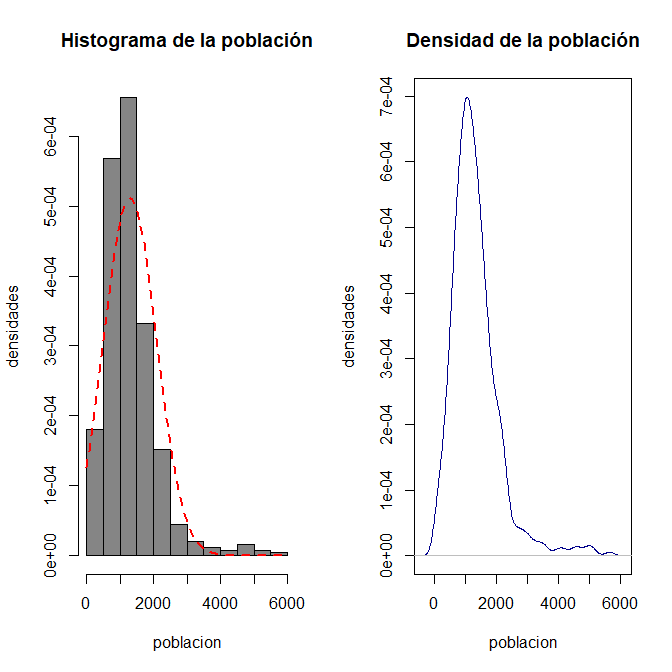 Histograma de la población
densidades
0e+00 1e-04 2e-04 3e-04 4e-04 5e-04 6e-04
0 2000 4000 6000
poblacion
Densidad de la población
densidades
0e+00 1e-04 2e-04 3e-04 4e-04 5e-04 6e-04 7e-04
0 2000 4000 6000
poblacion